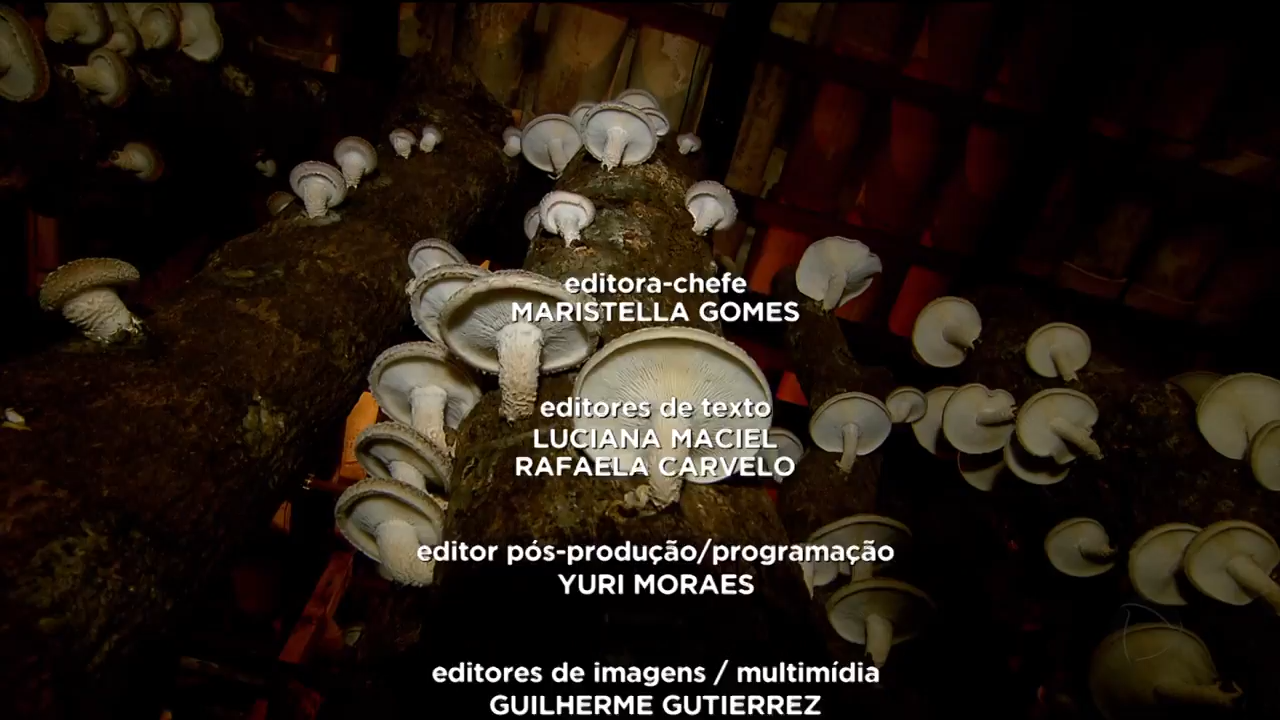 editora-chefe
MARISTELLA GOMES
editores de texto
LUCIANA MACIEL
RAFAELA CARVELO
editor pós-produção/programação
YURI MORAES
editores de imagens / multimídia
GUILHERME GUTIERREZ